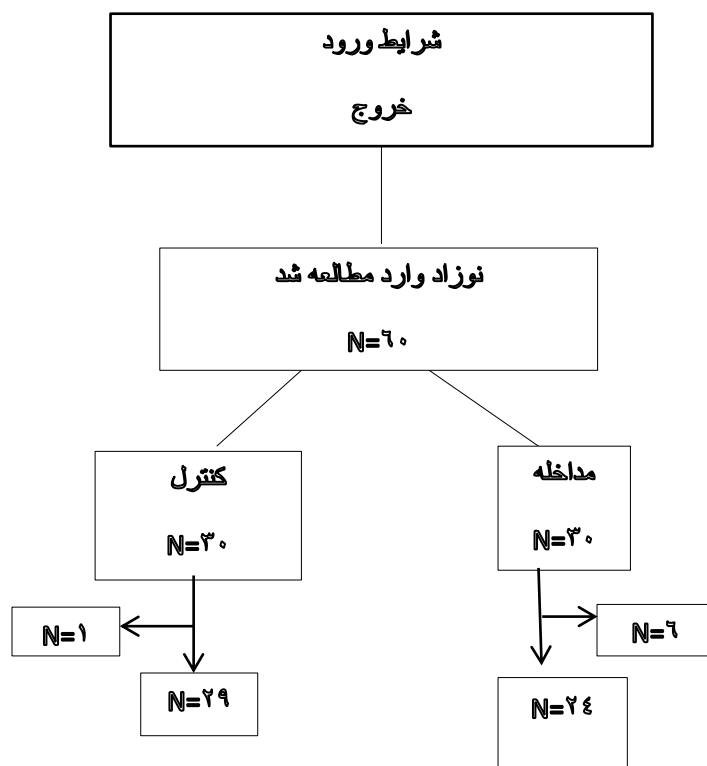 شرایط ورود
خروج
نوزاد وارد مطالعه شد
N=٦٠
مداخله
N=٣٠
کنترل
N=٣٠
N=٦
N=١
N=٢٤
N=٢٩